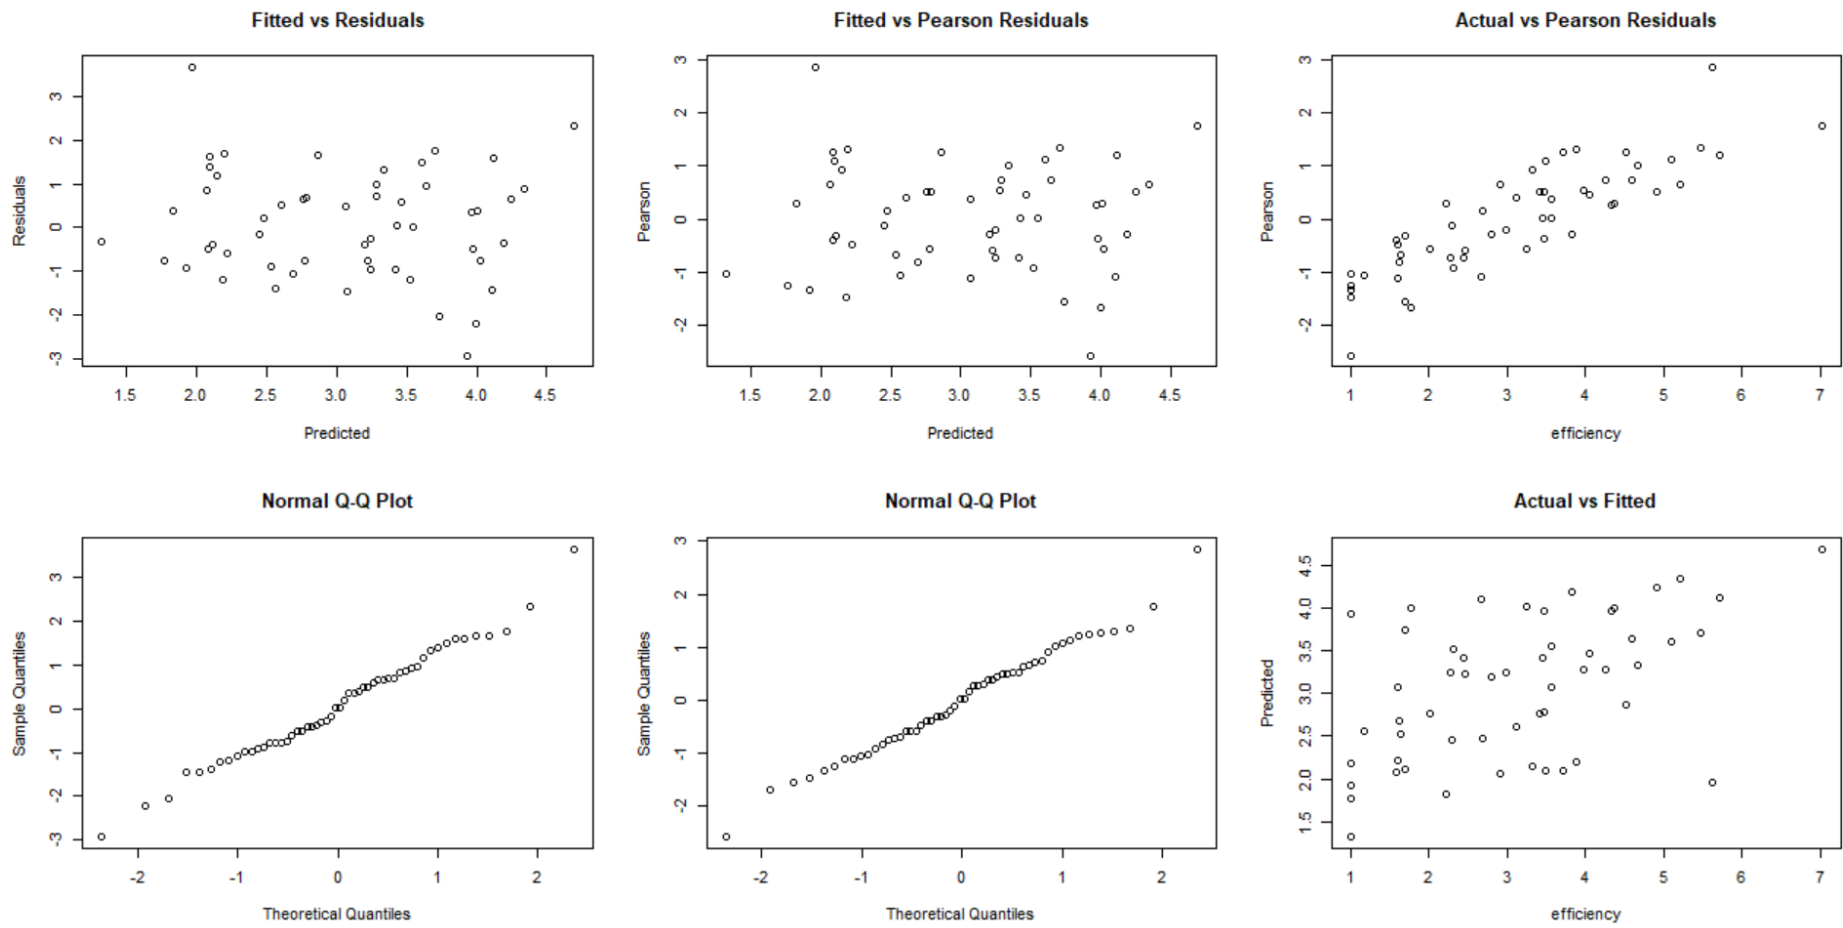 Fitted vs Residuals
3
2
1
0
-1
-2
-3
Residuals
1.5 2.0 2.5 3.0 3.5 4.0 4.5
Predicted
Fitted vs Pearson Residuals
3
2
1
0
-1
-2
Pearson
1.5 2.0 2.5 3.0 3.5 4.0 4.5
Predicted
Actual vs Pearson Residuals
3
2
1
0
-1
-2
Pearson
1 2 3 4 5 6 7
efficiency
Normal Q-Q Plot
3
2
1
0
-1
-2
-3
Sample Quantiles
-2 -1 0 1 2
Theoretical Quantiles
Normal Q-Q Plot
3
2
1
0
-1
-2
Sample Quantiles
-2 -1 0 1 2
Theoretical Quantiles
Actual vs Fitted
4.5
4.0
3.5
3.0
2.5
2.0
1.5
Predicted
1 2 3 4 5 6 7
efficiency